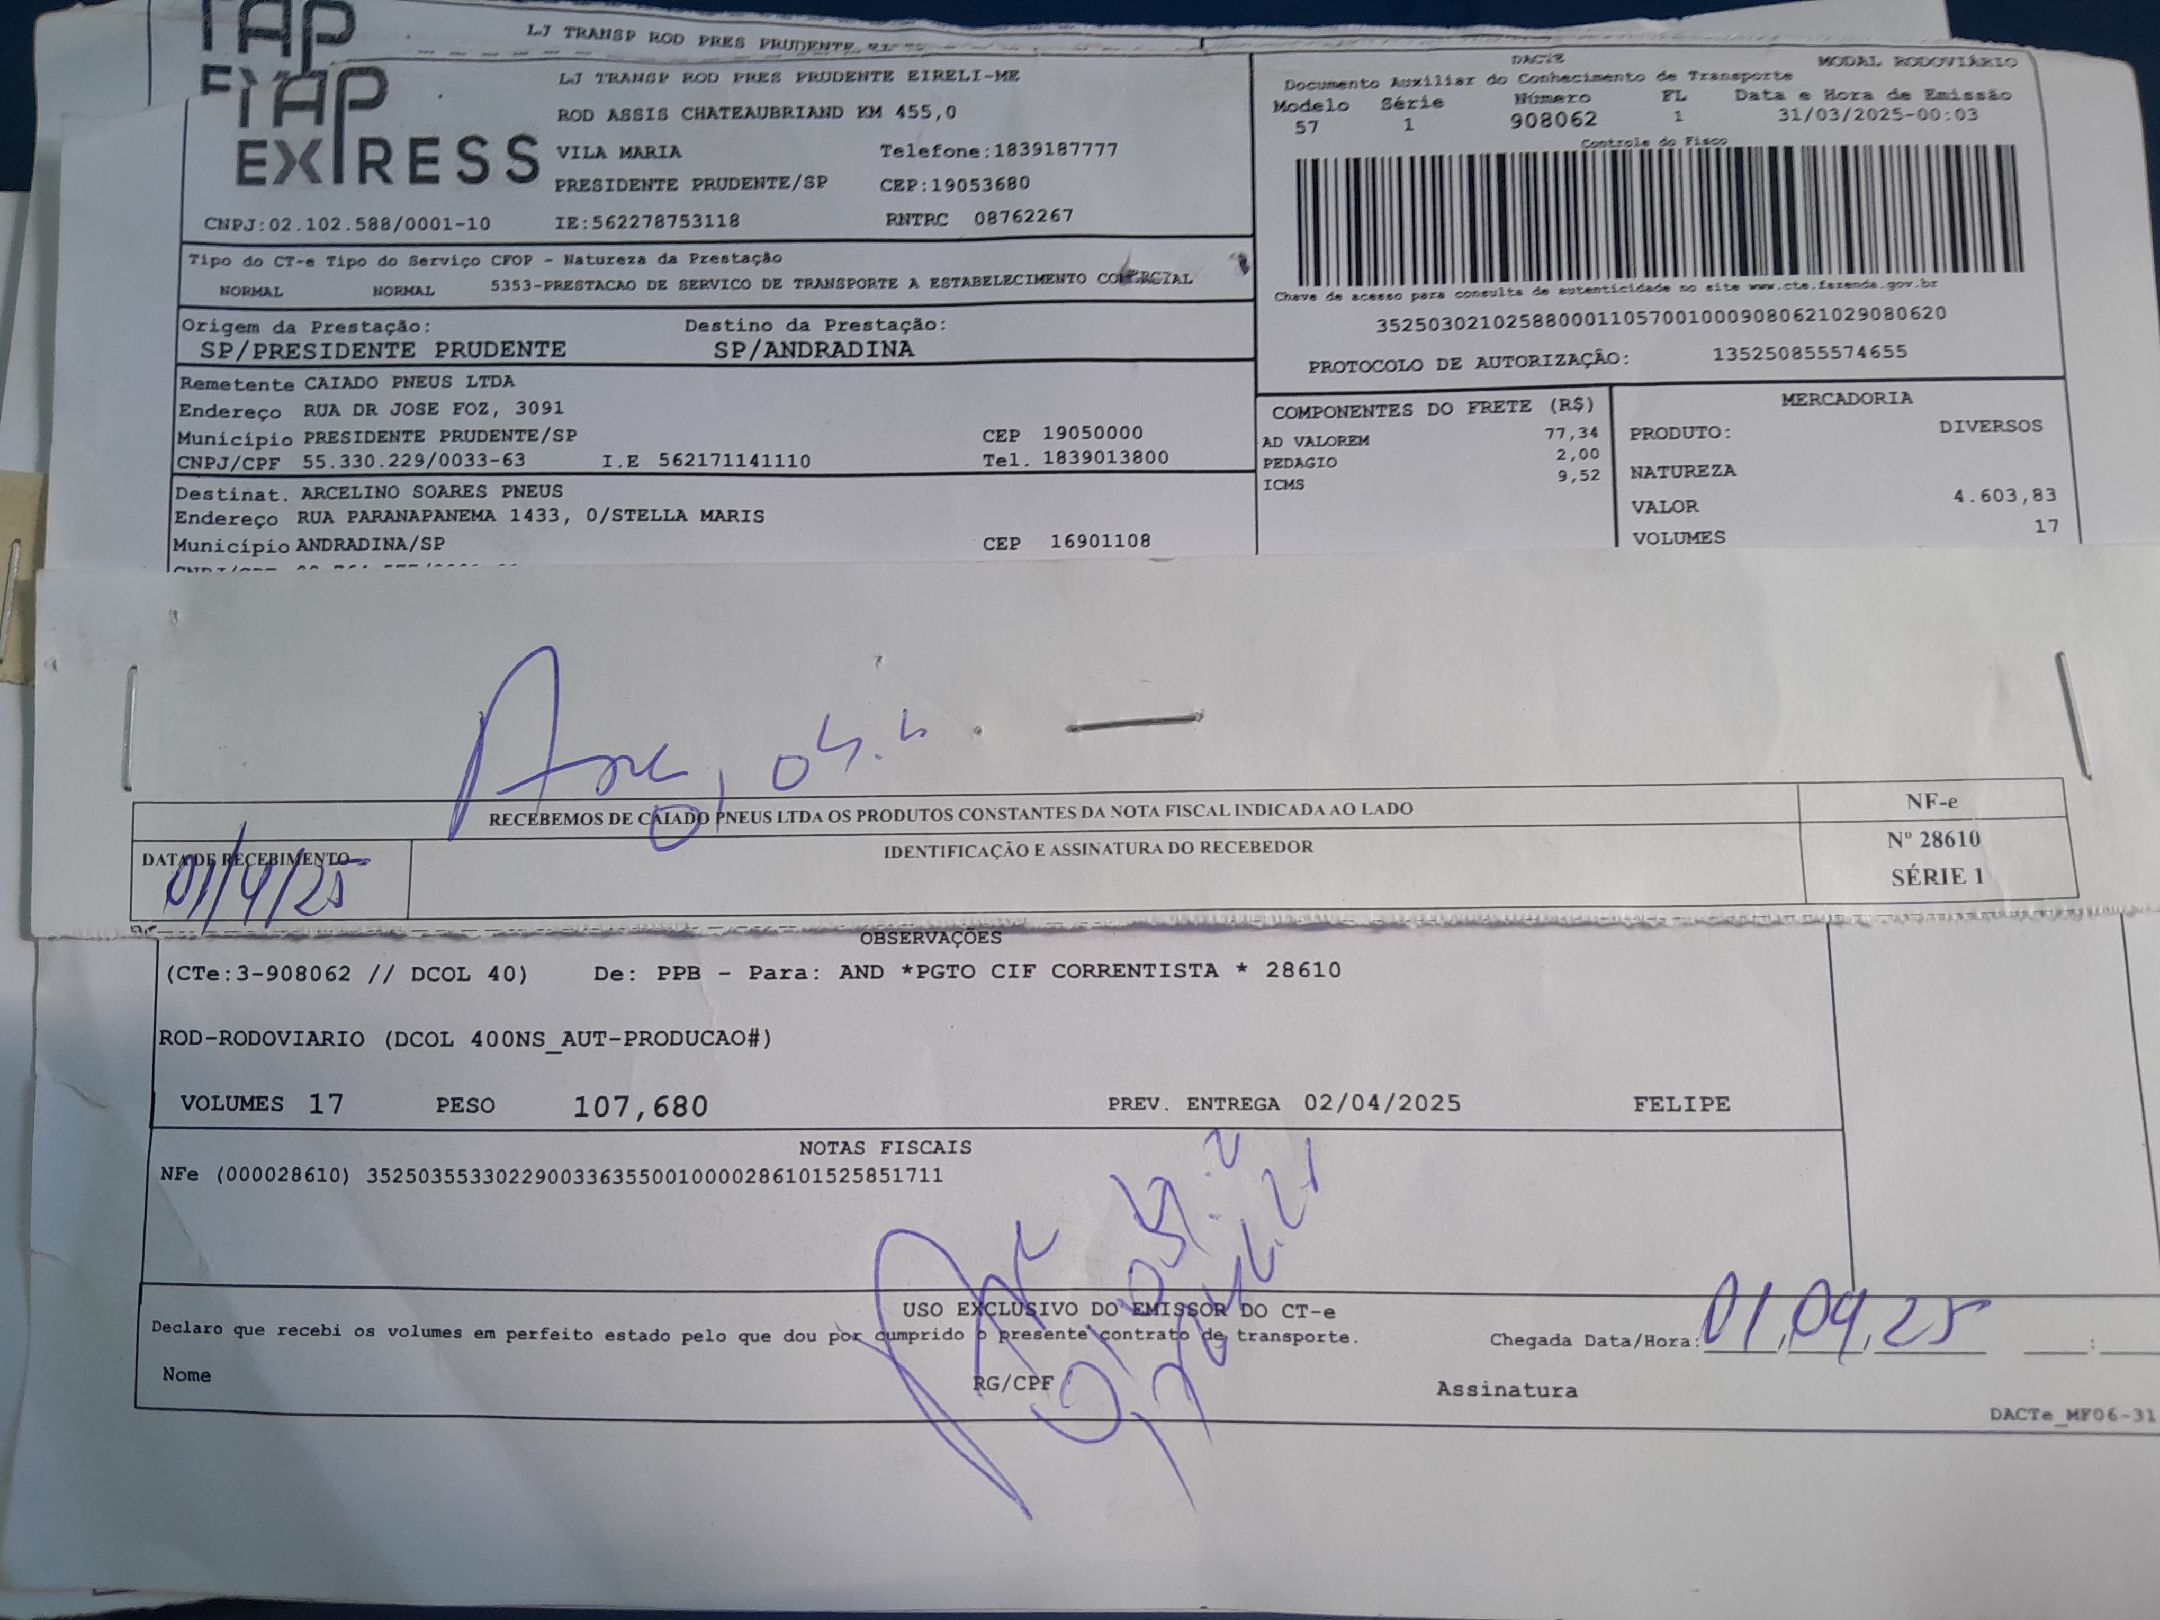 TAP
LJ TRANSP ROD PRES PRUDENTE
TAP
EXPRESS
LJ TRANSP ROD PRES PRUDENTE EIRELI-ME
ROD ASSIS CHATEAUBRIAND KM 455,0
VILA MARIA Telefone:1839187777
PRESIDENTE PRUDENTE/SP CEP:19053680
CNPJ:02.102.588/0001-10 IE:562278753118 RNTRC 08762267
DACTE MODAL RODOVIÁRIO
Documento Auxiliar do Conhecimento de Transporte
Modelo Série Número FL Data e Hora de Emissão
57 1 908062 1 31/03/2025-00:03
Controle do Fisco
Chave de acesso para consulta de autenticidade no site www.cte.fazenda.gov.br
35250302102588000110570010009080621029080620
PROTOCOLO DE AUTORIZAÇÃO: 135250855574655
Tipo do CT-e Tipo do Serviço CFOP - Natureza da Prestação
NORMAL NORMAL 5353-PRESTACAO DE SERVICO DE TRANSPORTE A ESTABELECIMENTO COMERCIAL
Origem da Prestação: Destino da Prestação:
SP/PRESIDENTE PRUDENTE SP/ANDRADINA
Remetente CAIADO PNEUS LTDA
Endereço RUA DR JOSE FOZ, 3091
Município PRESIDENTE PRUDENTE/SP CEP 19050000
CNPJ/CPF 55.330.229/0033-63 I.E 562171141110 Tel. 1839013800
Destinat. ARCELINO SOARES PNEUS
Endereço RUA PARANAPANEMA 1433, 0/STELLA MARIS
Município ANDRADINA/SP CEP 16901108
COMPONENTES DO FRETE (R$)
AD VALOREM 77,34
PEDAGIO 2,00
ICMS 9,52
MERCADORIA
PRODUTO: DIVERSOS
NATUREZA
VALOR 4.603,83
VOLUMES 17
RECEBEMOS DE CAIADO PNEUS LTDA OS PRODUTOS CONSTANTES DA NOTA FISCAL INDICADA AO LADO
NF-e
Nº 28610
SÉRIE 1
DATA DE RECEBIMENTO
01/4/25
IDENTIFICAÇÃO E ASSINATURA DO RECEBEDOR
OBSERVAÇÕES
(CTe:3-908062 // DCOL 40) De: PPB - Para: AND *PGTO CIF CORRENTISTA * 28610
ROD-RODOVIARIO (DCOL 400NS_AUT-PRODUCAO#)
VOLUMES 17 PESO 107,680 PREV. ENTREGA 02/04/2025 FELIPE
NOTAS FISCAIS
NFe (000028610) 35250355330229003363550010000286101525851711
USO EXCLUSIVO DO EMISSOR DO CT-e
Declaro que recebi os volumes em perfeito estado pelo que dou por cumprido o presente contrato de transporte. Chegada Data/Hora: 01,04,25
Nome RG/CPF Assinatura
DACTe_MF06-31